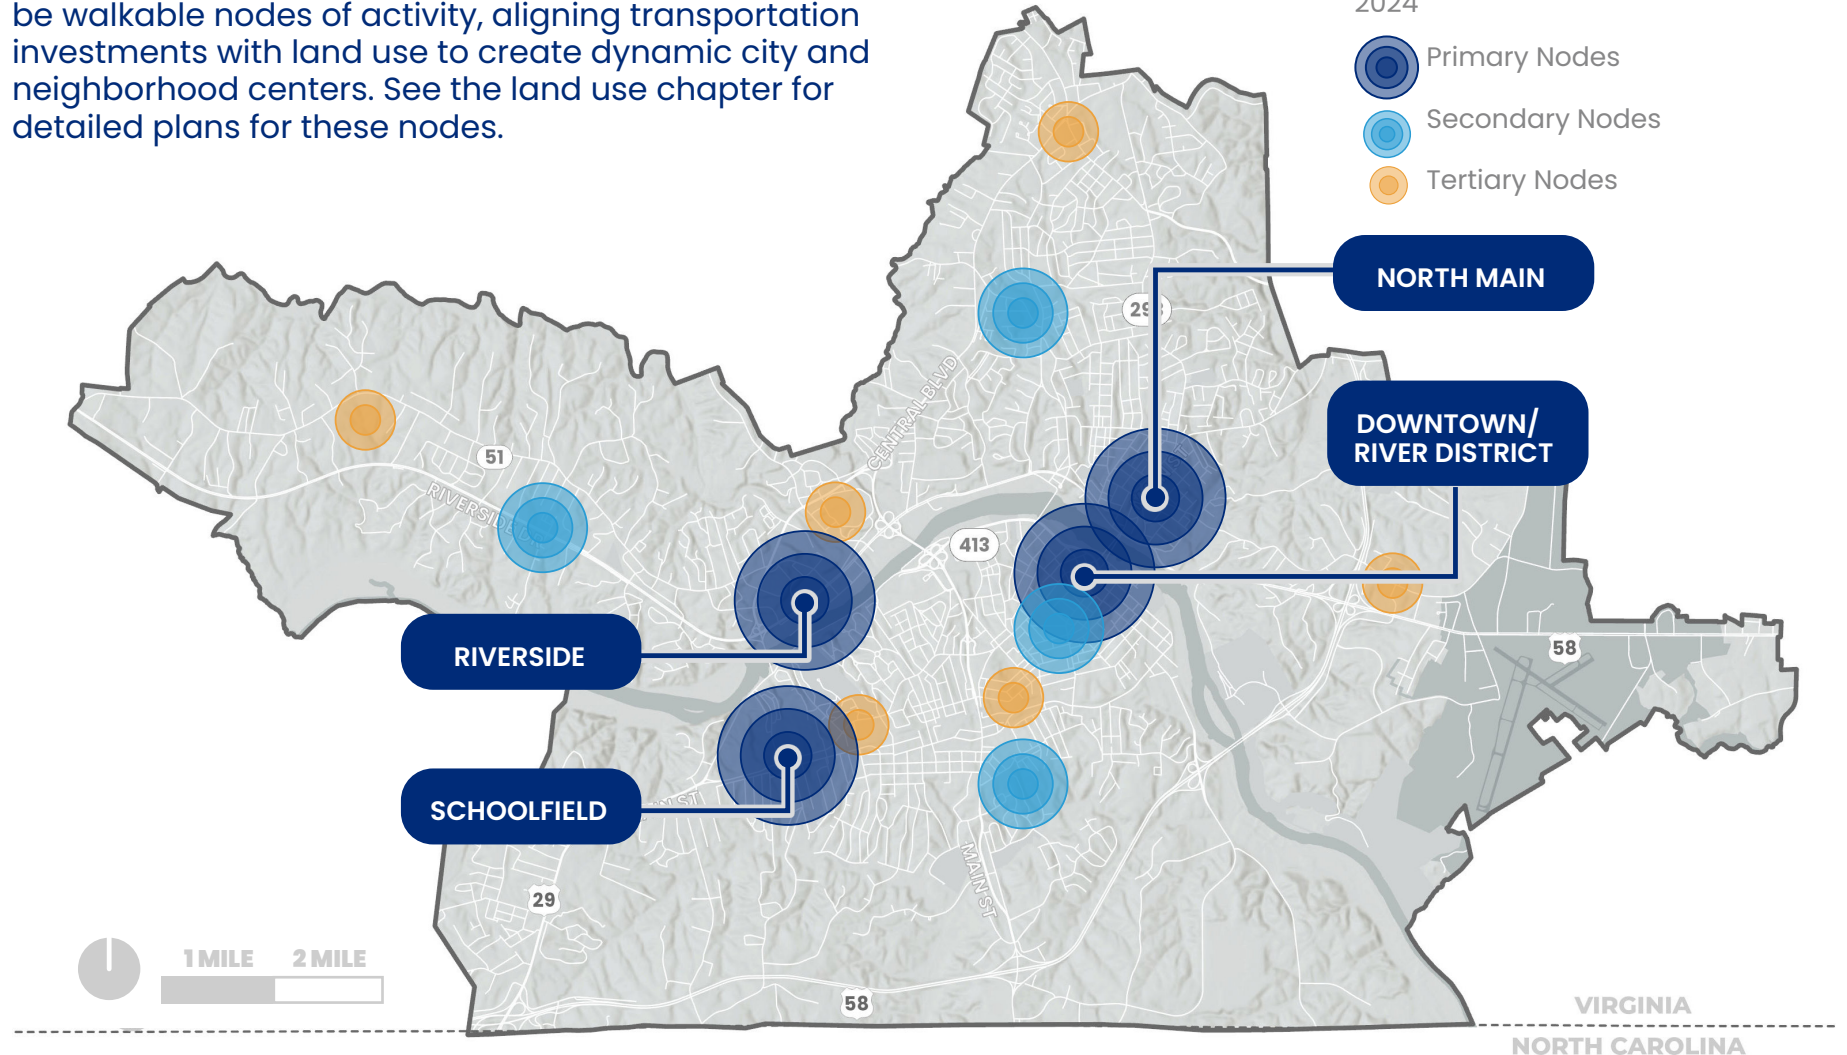 be walkable nodes of activity, aligning transportation
investments with land use to create dynamic city and
neighborhood centers. See the land use chapter for
detailed plans for these nodes.
2024
Primary Nodes
Secondary Nodes
Tertiary Nodes
NORTH MAIN
DOWNTOWN/
RIVER DISTRICT
CENTRAL BLVD
51
RIVERSIDE
413
RIVERSIDE
58
SCHOOLFIELD
MAIN ST
29
1 MILE 2 MILE
58
VIRGINIA
NORTH CAROLINA